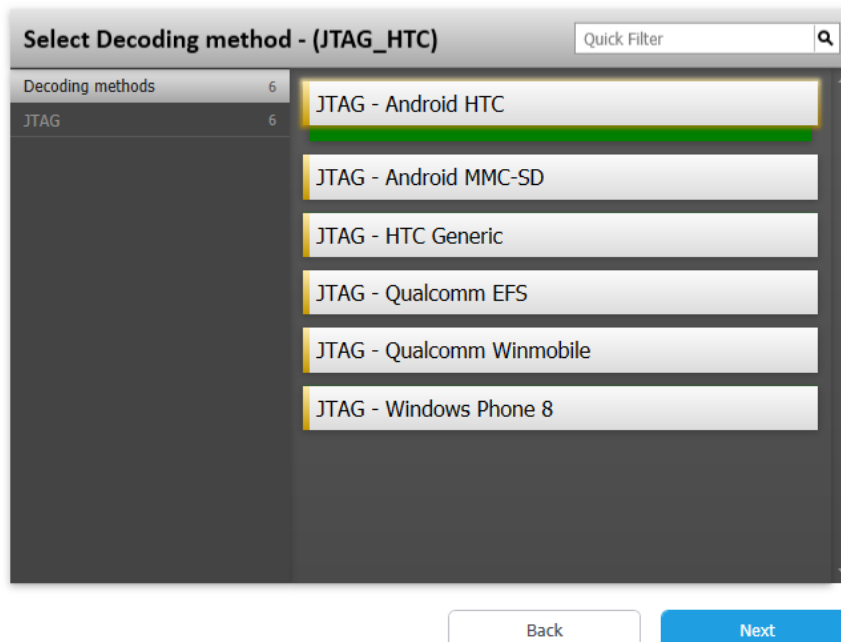 Select Decoding method - (JTAG_HTC)
Quick Filter
Decoding methods 6
JTAG 6
JTAG - Android HTC
JTAG - Android MMC-SD
JTAG - HTC Generic
JTAG - Qualcomm EFS
JTAG - Qualcomm Winmobile
JTAG - Windows Phone 8
Back
Next